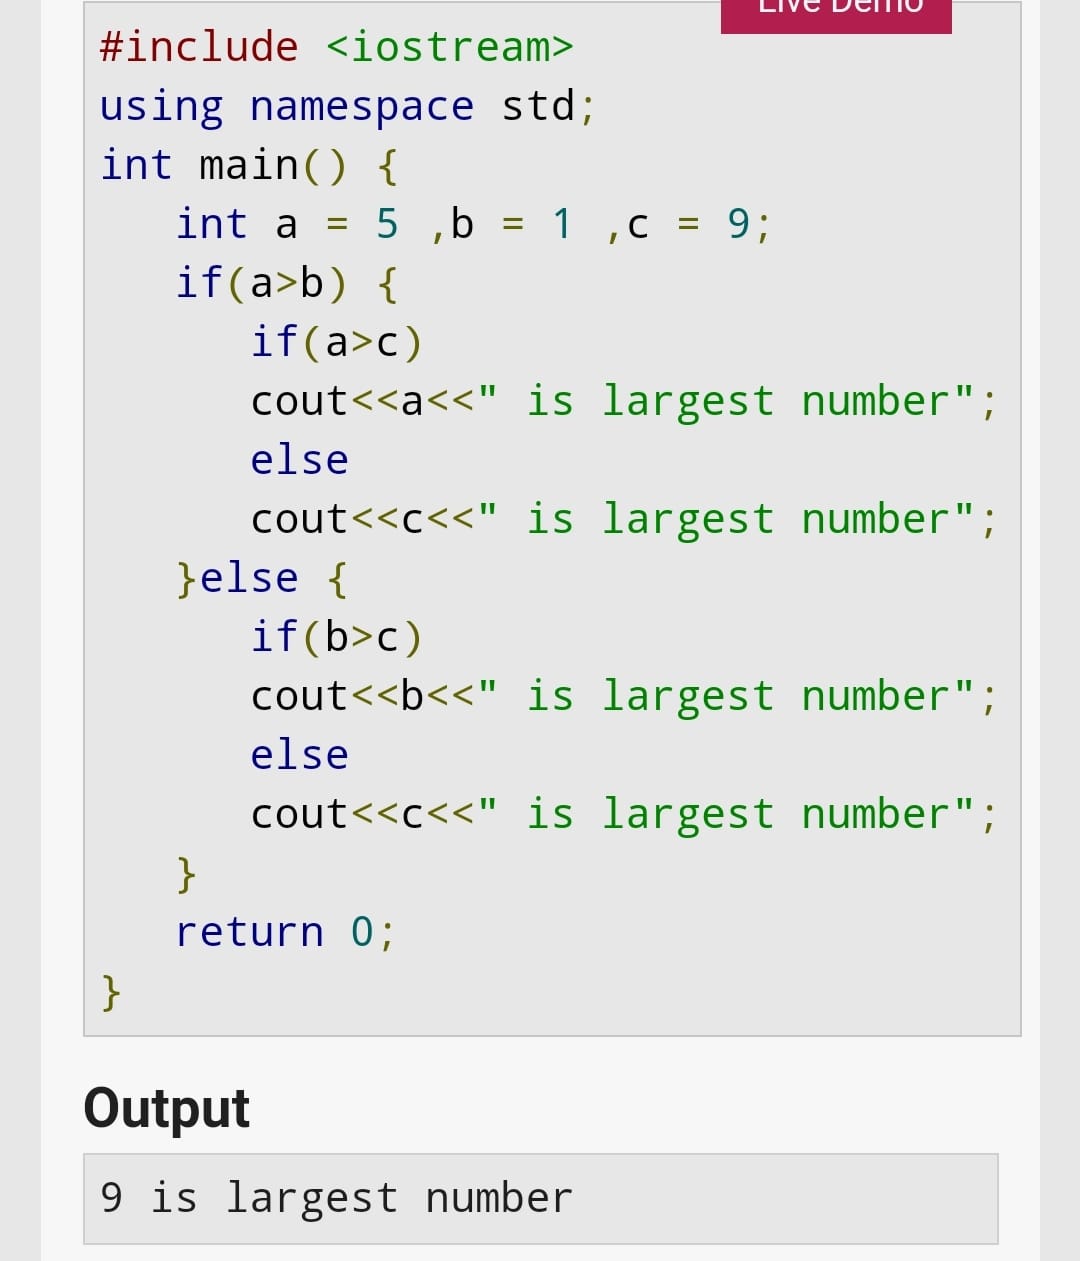 Live Demo
#include <iostream>
using namespace std;
int main() {
   int a = 5 ,b = 1 ,c = 9;
   if(a>b) {
      if(a>c)
      cout<<a<<" is largest number";
      else
      cout<<c<<" is largest number";
   }else {
      if(b>c)
      cout<<b<<" is largest number";
      else
      cout<<c<<" is largest number";
   }
   return 0;
}
Output
9 is largest number